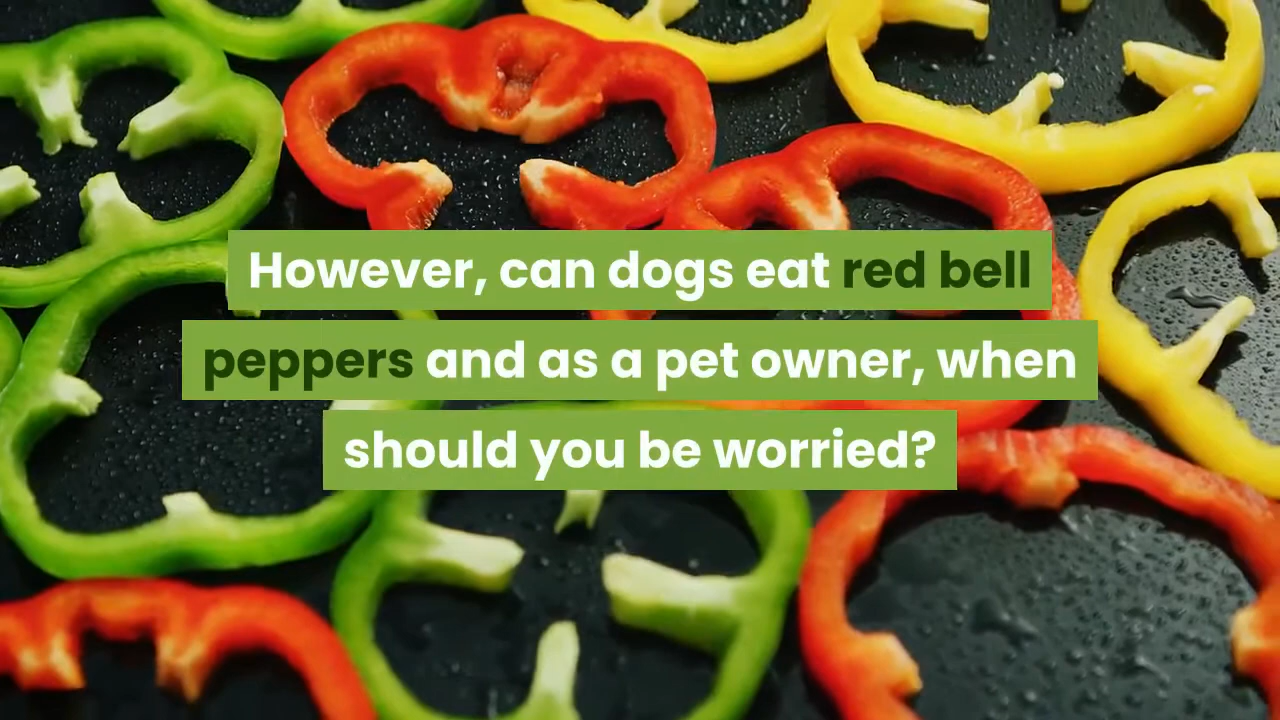 However, can dogs eat red bell
peppers and as a pet owner, when
should you be worried?